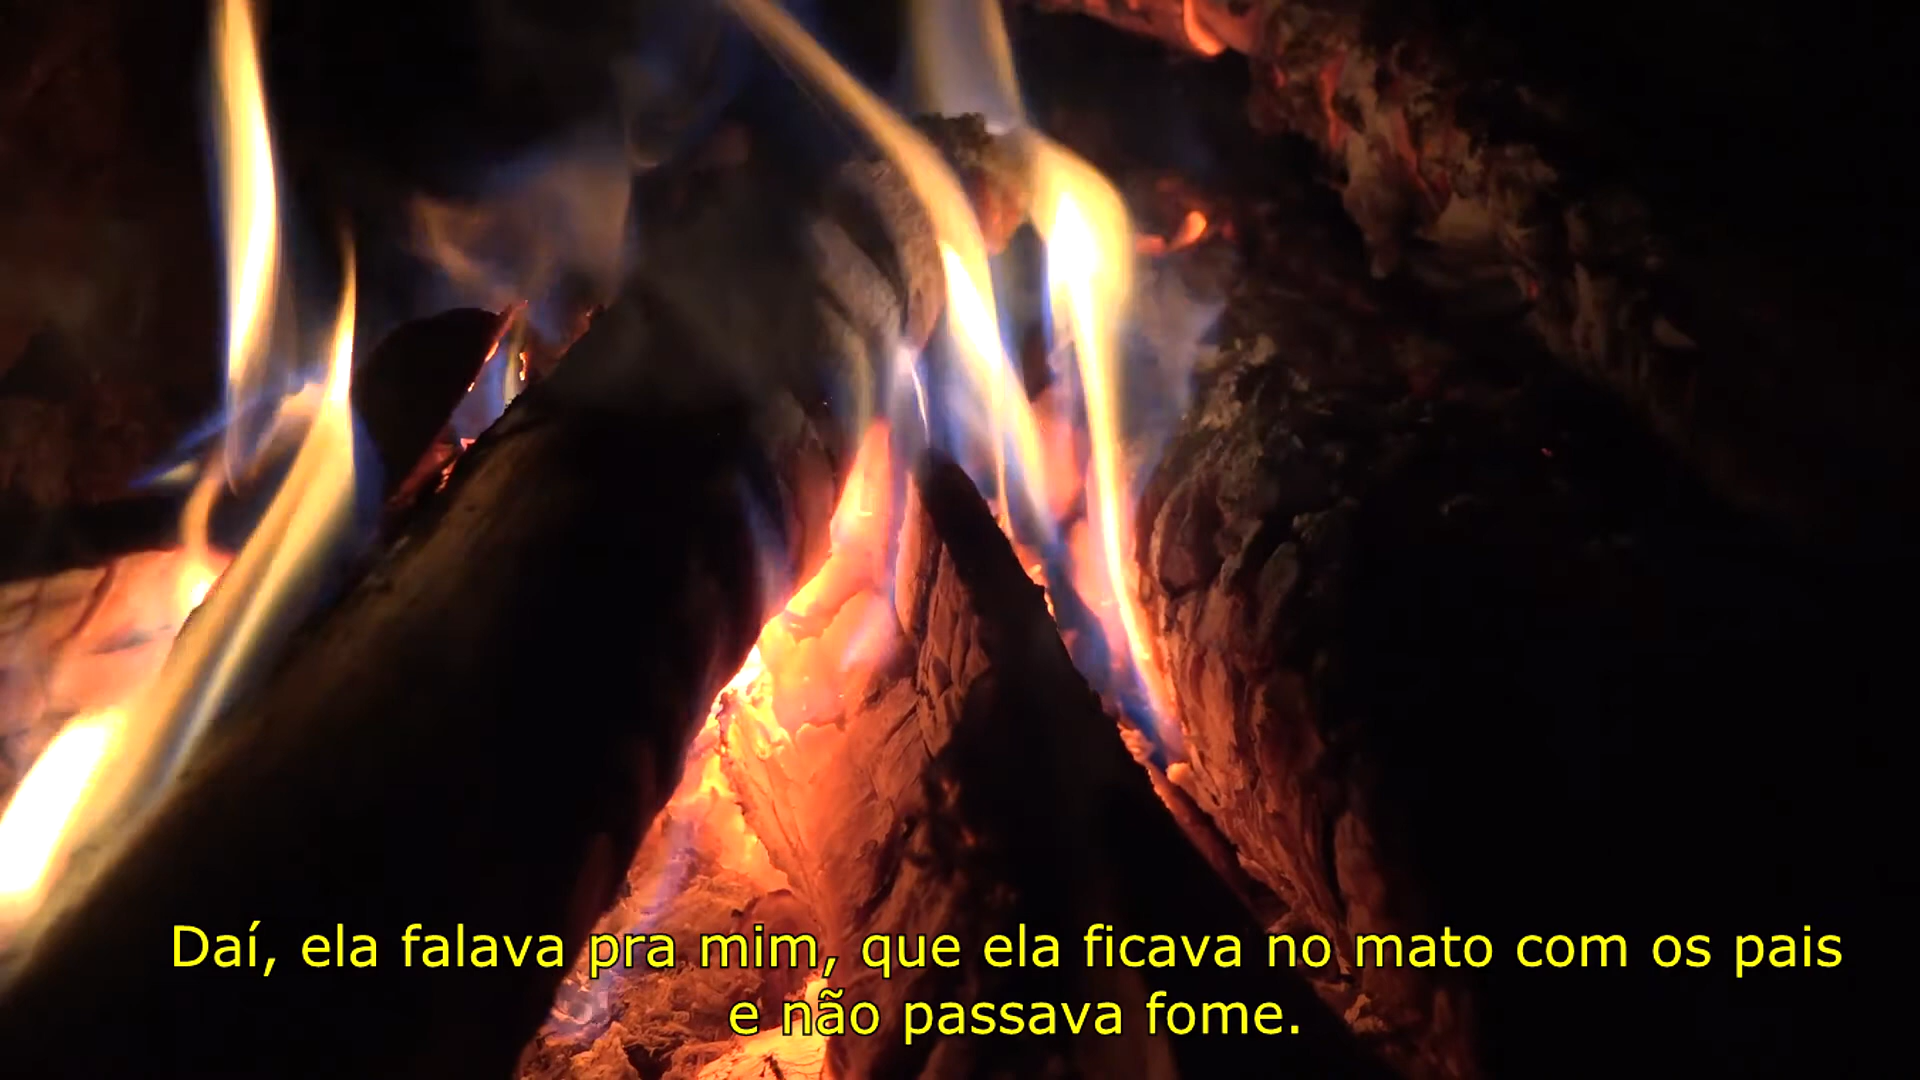 Daí, ela falava pra mim, que ela ficava no mato com os pais
e não passava fome.